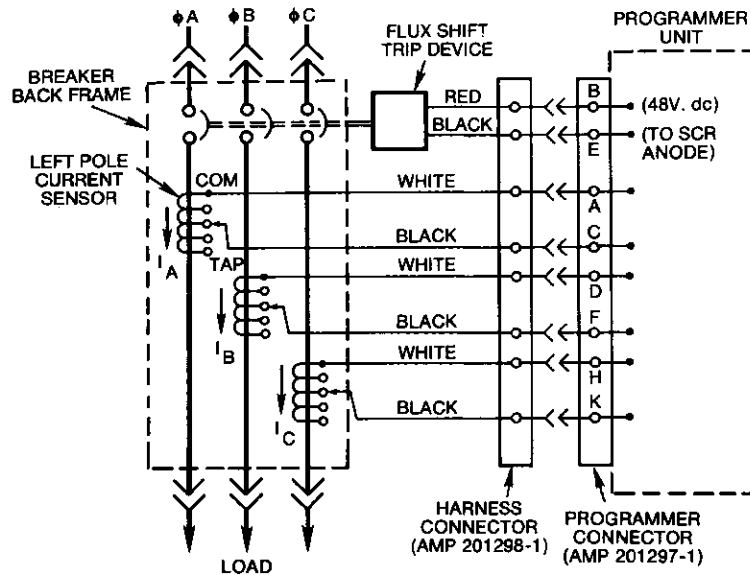 ϕA
ϕB
ϕC
FLUX SHIFT
TRIP DEVICE
PROGRAMMER
UNIT
BREAKER
BACK FRAME
RED
B
(48V. dc)
BLACK
E
(TO SCR
ANODE)
LEFT POLE
CURRENT
SENSOR
COM
WHITE
A
BLACK
C
I A
TAP
WHITE
D
BLACK
F
I B
WHITE
H
BLACK
K
I C
HARNESS
CONNECTOR
(AMP 201298-1)
PROGRAMMER
CONNECTOR
(AMP 201297-1)
LOAD